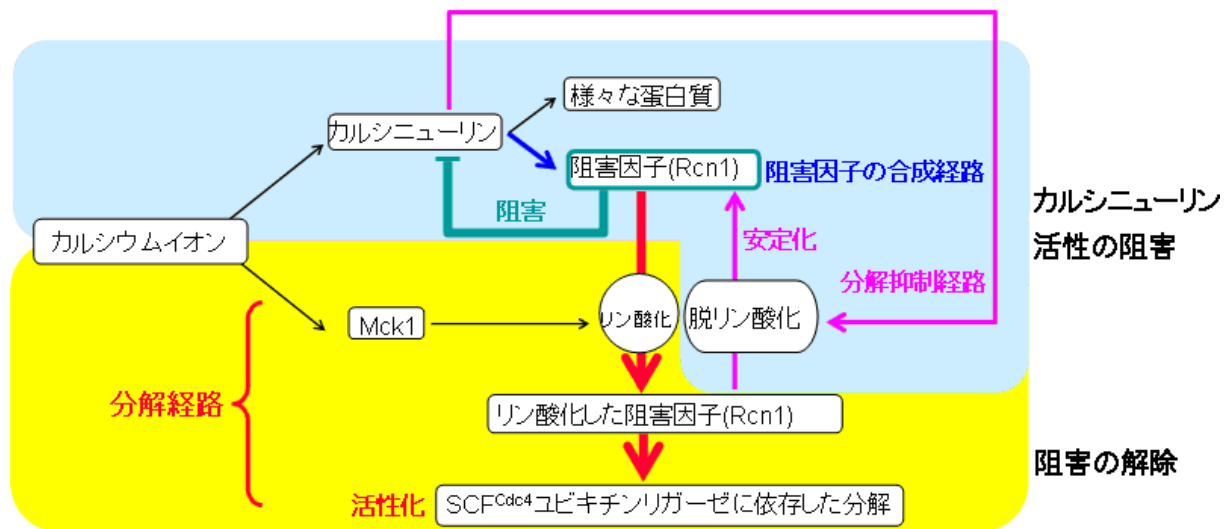 様々な蛋白質
カルシニューリン
阻害因子(Rcn1)
阻害因子の合成経路
カルシニューリン
活性の阻害
阻害
カルシウムイオン
安定化
分解抑制経路
Mck1
リン酸化
脱リン酸化
分解経路
リン酸化した阻害因子(Rcn1)
阻害の解除
活性化
SCFCdc4ユビキチンリガーゼに依存した分解